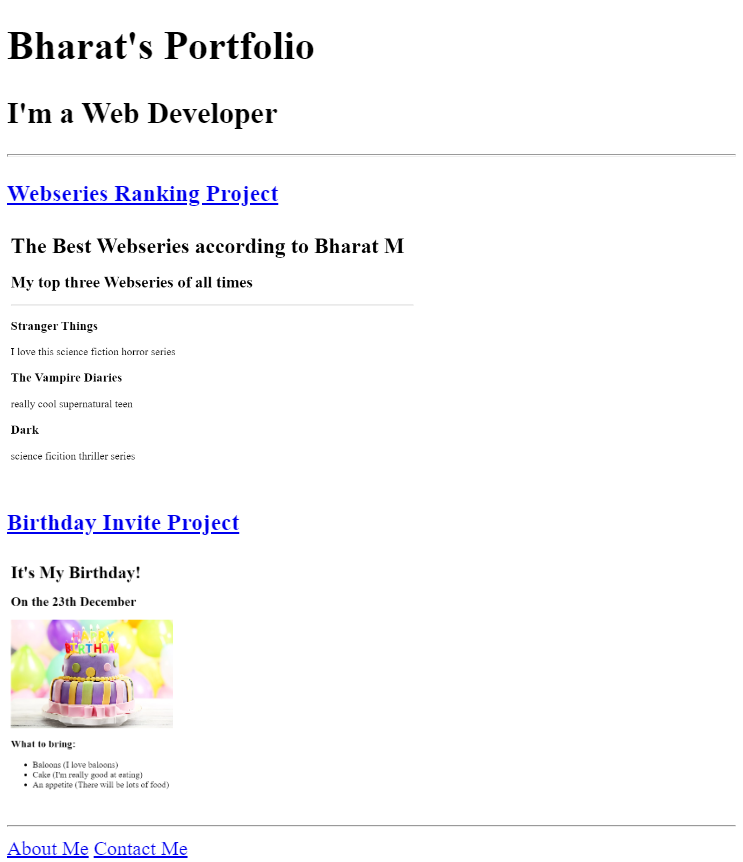 Bharat's Portfolio
I'm a Web Developer
Webseries Ranking Project
The Best Webseries according to Bharat M
My top three Webseries of all times
Stranger Things
I love this science fiction horror series
The Vampire Diaries
really cool supernatural teen
Dark
science ficition thriller series
Birthday Invite Project
It's My Birthday!
On the 23th December
HAPPY
BIRTHDAY
What to bring:
Baloons (I love baloons)
Cake (I'm really good at eating)
An appetite (There will be lots of food)
About Me Contact Me